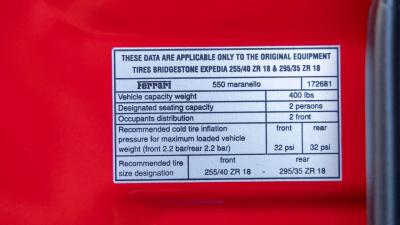 THESE DATA ARE APPLICABLE ONLY TO THE ORIGINAL EQUIPMENT
TIRES BRIDGESTONE EXPEDIA 255/40 ZR 18 & 295/35 ZR 18
Ferrari 550 maranello 172681
Vehicle capacity weight 400 lbs
Designated seating capacity 2 persons
Occupants distribution 2 front
Recommended cold tire inflation front rear
pressure for maximum loaded vehicle
weight (front 2.2 bar/rear 2.2 bar) 32 psi 32 psi
Recommended tire front rear
size designation 255/40 ZR 18 - 295/35 ZR 18